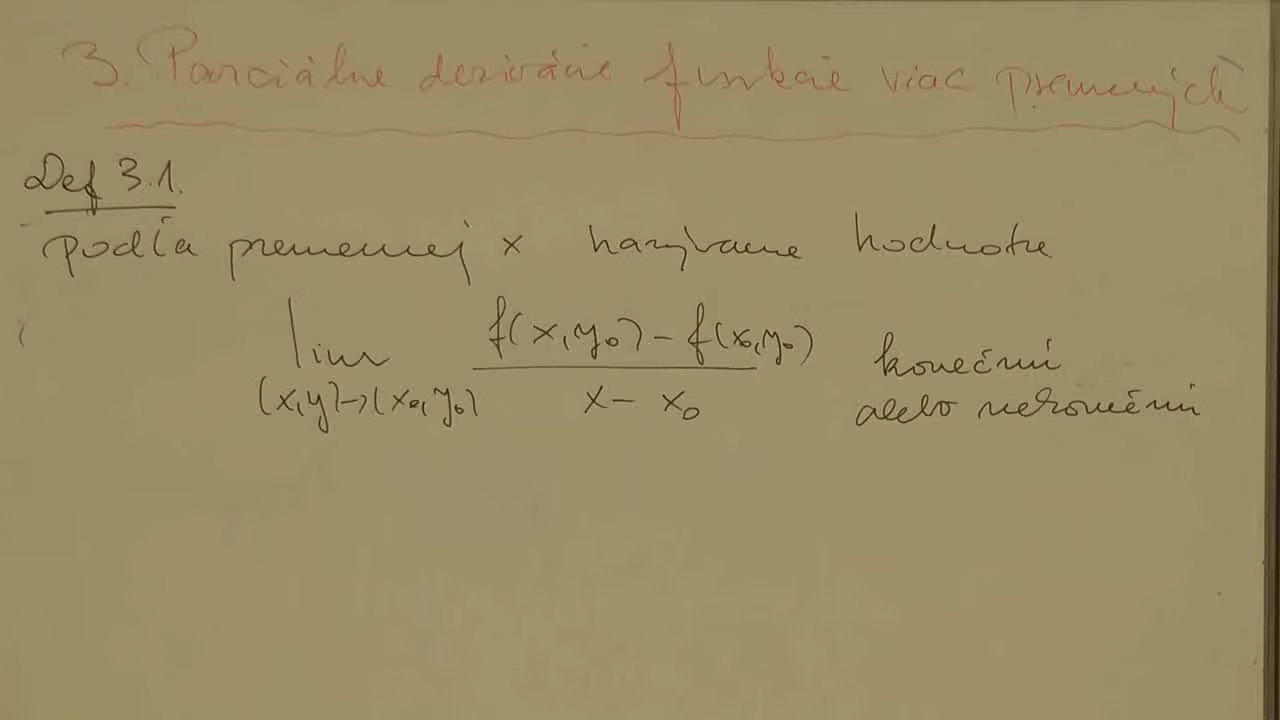 3. Parciálne derivácie funkcie viac premenných
Def 3.1.
podľa premennej x nazývame hodnotu
lim f(x,y₀) - f(x₀,y₀) konečnú
(x,y)→(x₀,y₀) x - x₀ alebo nekonečnú